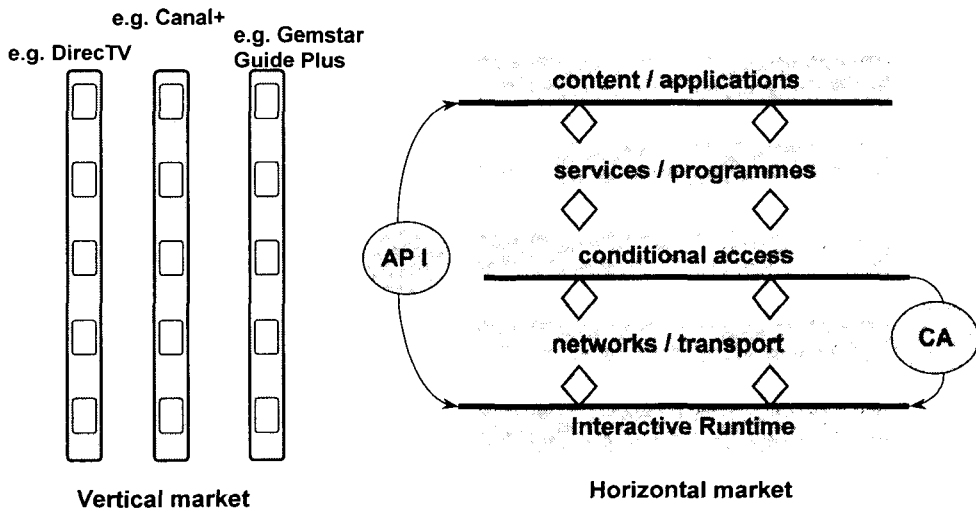 e.g. DirecTV
e.g. Canal+
e.g. Gemstar
Guide Plus
Vertical market
content / applications
services / programmes
AP I
conditional access
CA
networks / transport
Interactive Runtime
Horizontal market